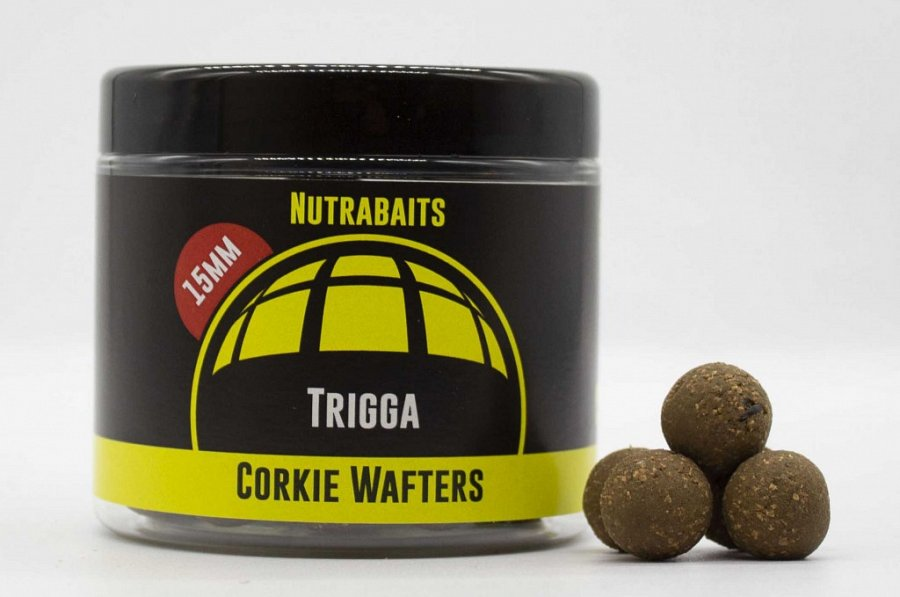 NUTRABAITS
15MM
TRIGGA
CORKIE WAFTERS